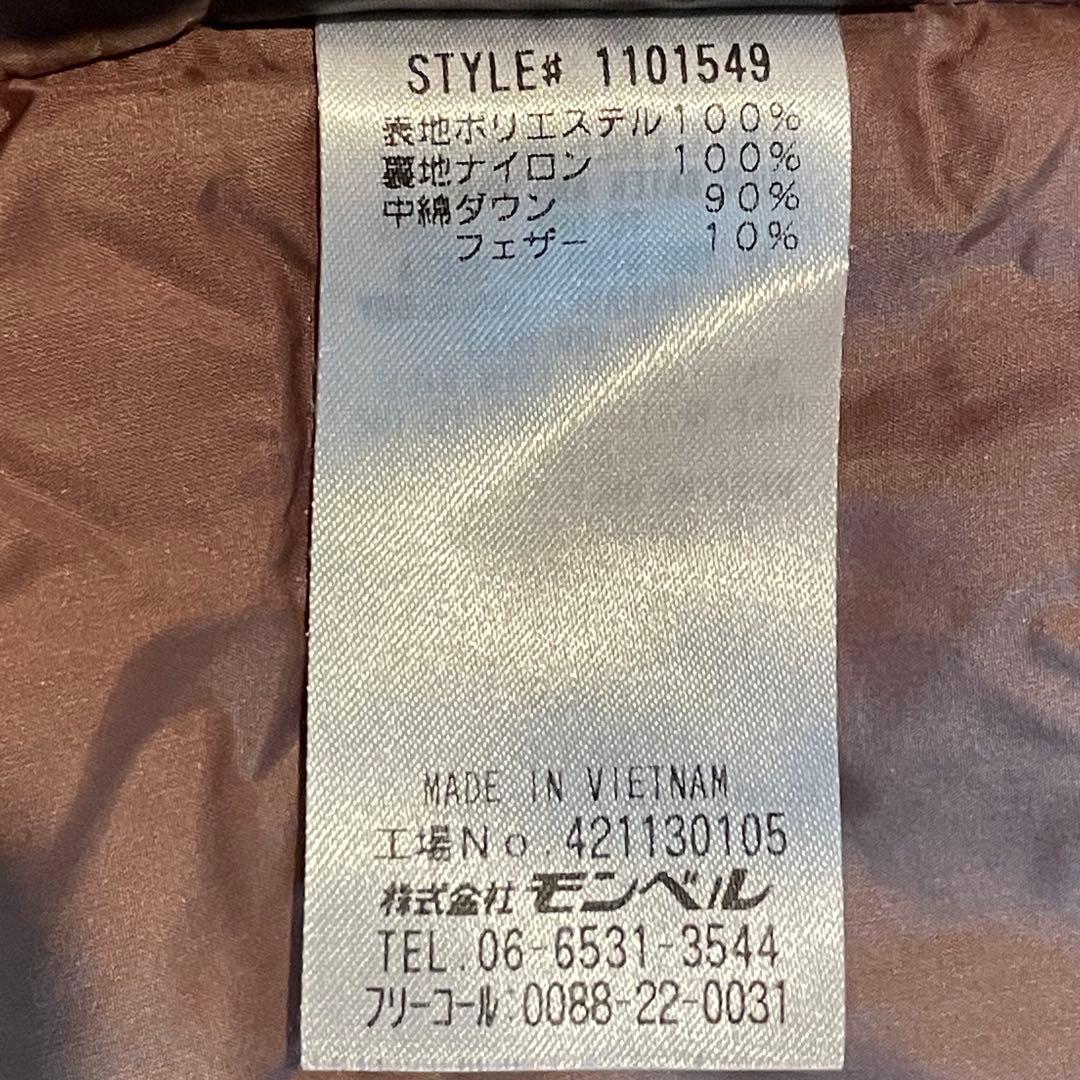 STYLE# 1101549
表地ポリエステル100%
裏地ナイロン 100%
中綿ダウン 90%
フェザー 10%
MADE IN VIETNAM
工場No.421130105
株式会社モンベル
TEL.06-6531-3544
フリーコール:0088-22-0031